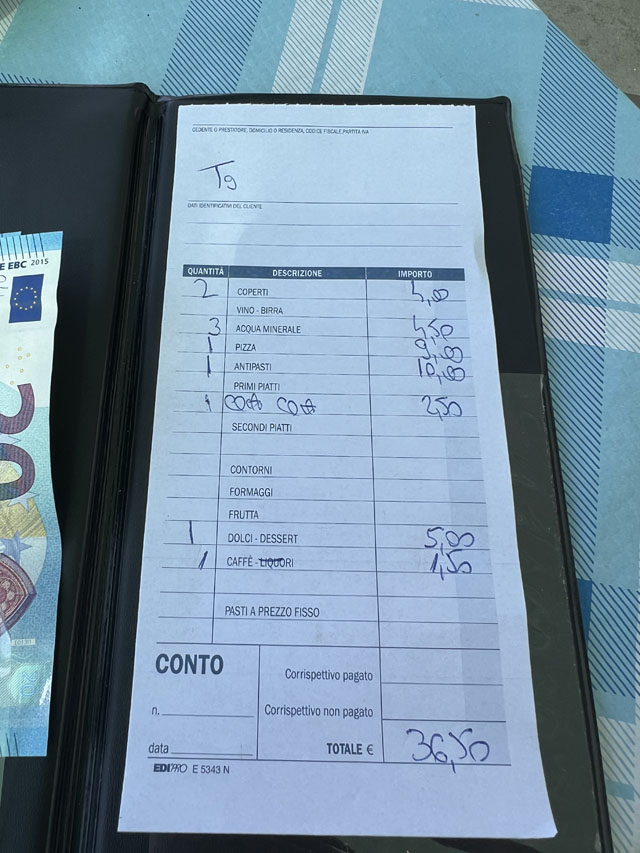 CEDENTE O PRESTATORE, DOMICILIO O RESIDENZA, CODICE FISCALE, PARTITA IVA
T9
DATI IDENTIFICATIVI DEL CLIENTE
EBC 2015
20
QUANTITÀ DESCRIZIONE IMPORTO
2 COPERTI 4,00
VINO - BIRRA
3 ACQUA MINERALE 4,50
1 PIZZA 9,00
1 ANTIPASTI 10,00
PRIMI PIATTI
1 COCA COLA 2,50
SECONDI PIATTI
CONTORNI
FORMAGGI
FRUTTA
1 DOLCI - DESSERT 5,00
1 CAFFÈ - LIQUORI 1,50
PASTI A PREZZO FISSO
CONTO
Corrispettivo pagato
n. Corrispettivo non pagato
data TOTALE € 36,50
EDIPRO E 5343 N